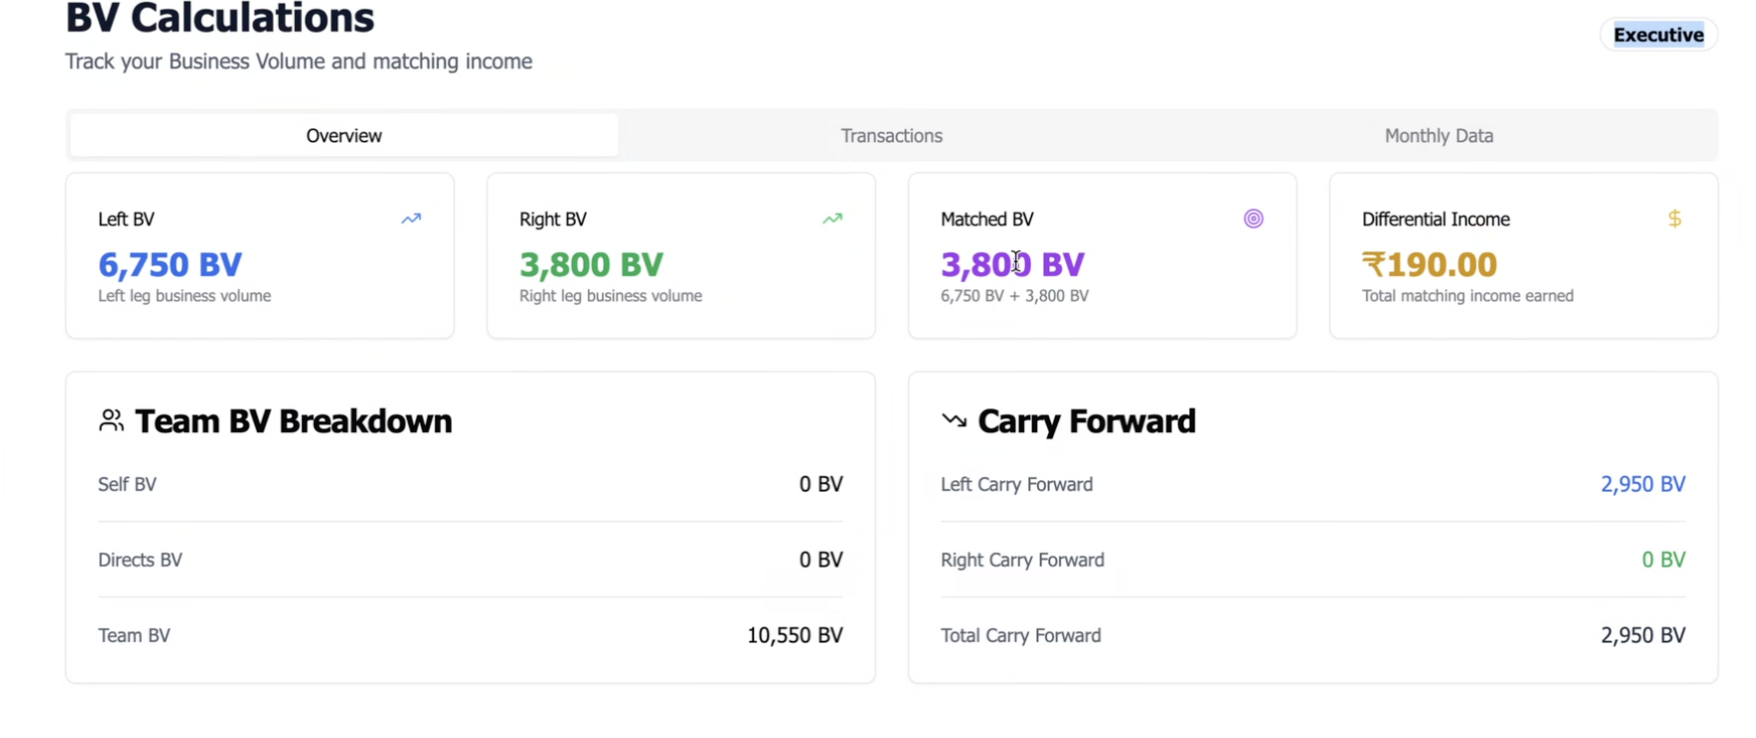 BV Calculations
Track your Business Volume and matching income
Executive
Overview
Transactions
Monthly Data
Left BV
6,750 BV
Left leg business volume
Right BV
3,800 BV
Right leg business volume
Matched BV
3,800 BV
6,750 BV + 3,800 BV
Differential Income
₹190.00
Total matching income earned
Team BV Breakdown
Self BV 0 BV
Directs BV 0 BV
Team BV 10,550 BV
Carry Forward
Left Carry Forward 2,950 BV
Right Carry Forward 0 BV
Total Carry Forward 2,950 BV